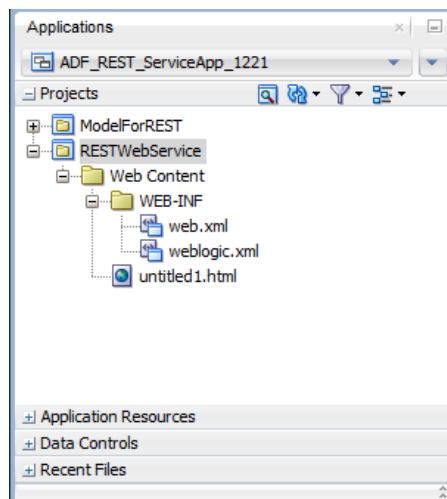 Applications
ADF_REST_ServiceApp_1221
Projects
ModelForREST
RESTWebService
Web Content
WEB-INF
web.xml
weblogic.xml
untitled1.html
Application Resources
Data Controls
Recent Files